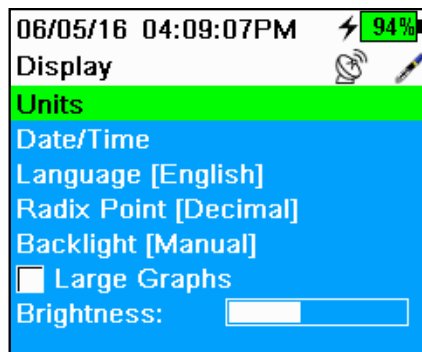 06/05/16 04:09:07PM 94%
Display
Units
Date/Time
Language [English]
Radix Point [Decimal]
Backlight [Manual]
Large Graphs
Brightness: